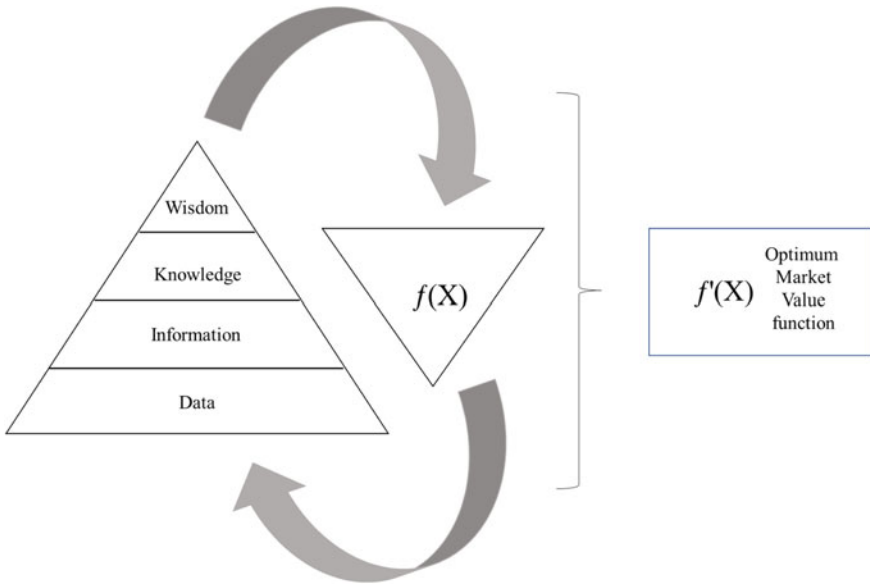 Wisdom
Knowledge
Information
Data
f(X)
f'(X)
Optimum
Market
Value
function